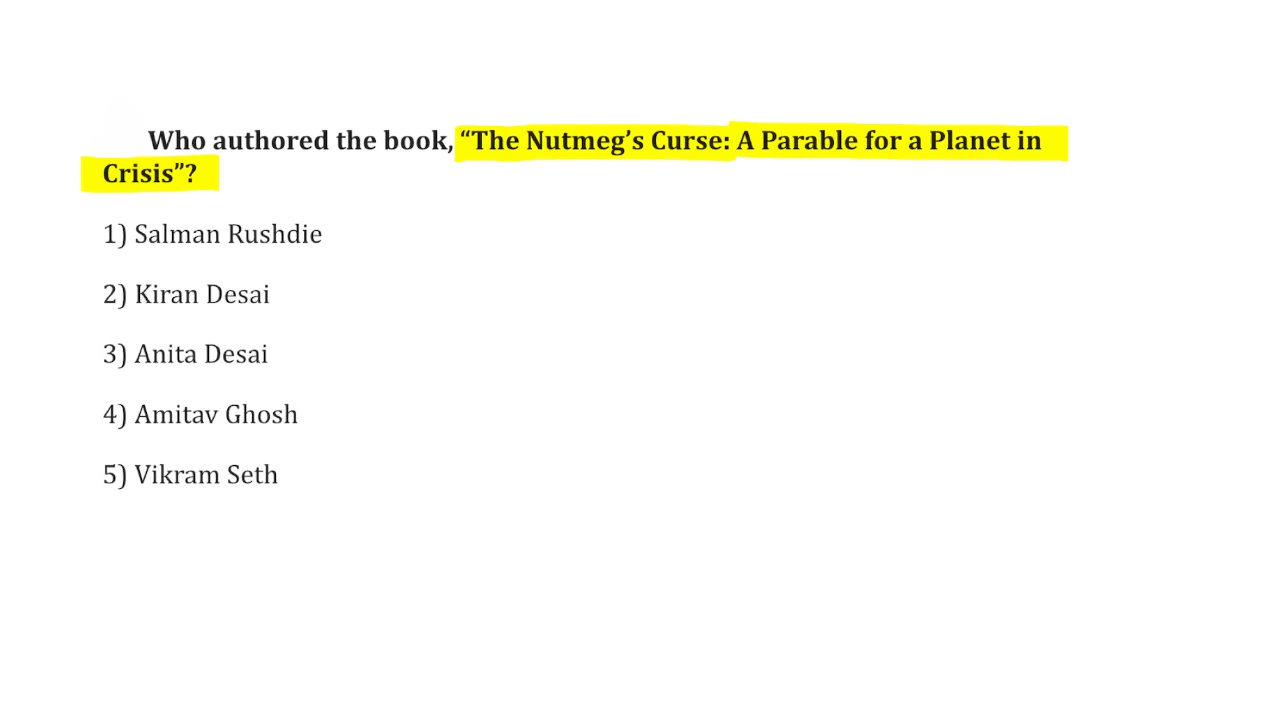 Who authored the book, “The Nutmeg’s Curse: A Parable for a Planet in
Crisis”?
1) Salman Rushdie
2) Kiran Desai
3) Anita Desai
4) Amitav Ghosh
5) Vikram Seth